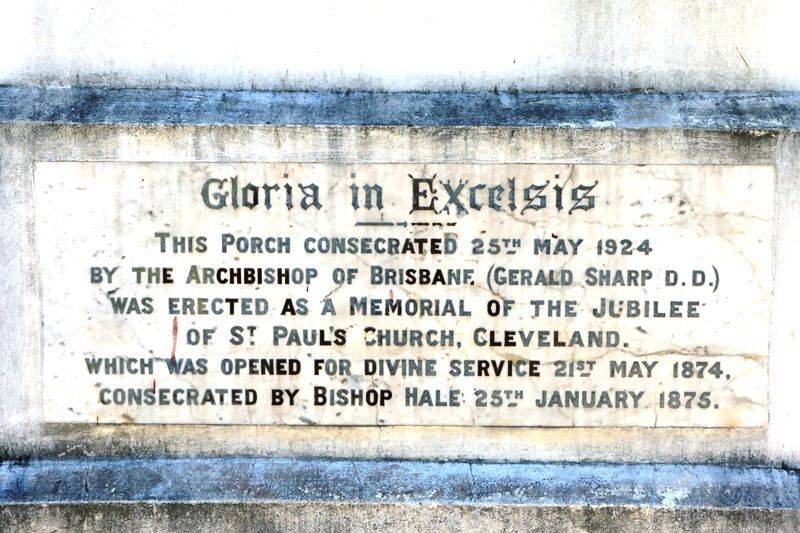 Gloria in Excelsis
THIS PORCH CONSECRATED 25TH MAY 1924
BY THE ARCHBISHOP OF BRISBANE. (GERALD SHARP D.D.)
WAS ERECTED AS A MEMORIAL OF THE JUBILEE
OF ST PAUL'S CHURCH, CLEVELAND.
WHICH WAS OPENED FOR DIVINE SERVICE 21ST MAY 1874,
CONSECRATED BY BISHOP HALE 25TH JANUARY 1875.